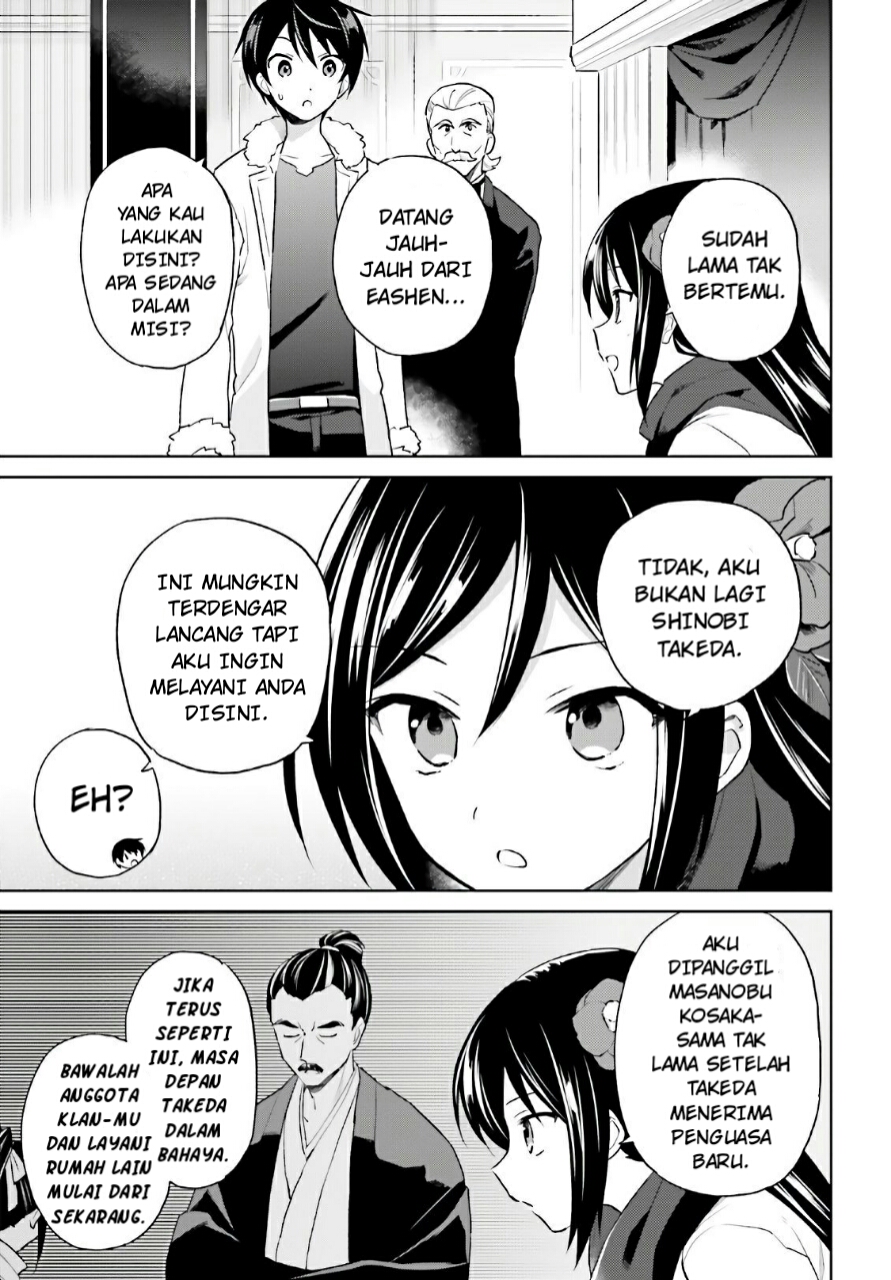 SUDAH
LAMA TAK
BERTEMU.
DATANG
JAUH-
JAUH DARI
EASHEN...
APA
YANG KAU
LAKUKAN
DISINI?
APA SEDANG
DALAM
MISI?
TIDAK, AKU
BUKAN LAGI
SHINOBI
TAKEDA.
INI MUNGKIN
TERDENGAR
LANCANG TAPI
AKU INGIN
MELAYANI ANDA
DISINI.
EH?
AKU
DIPANGGIL
MASANOBU
KOSAKA-
SAMA TAK
LAMA SETELAH
TAKEDA
MENERIMA
PENGUASA
BARU.
JIKA
TERUS
SEPERTI
INI, MASA
DEPAN
TAKEDA
DALAM
BAHAYA.
BAWALAH
ANGGOTA
KLAN-MU
DAN LAYANI
RUMAH LAIN
MULAI DARI
SEKARANG.